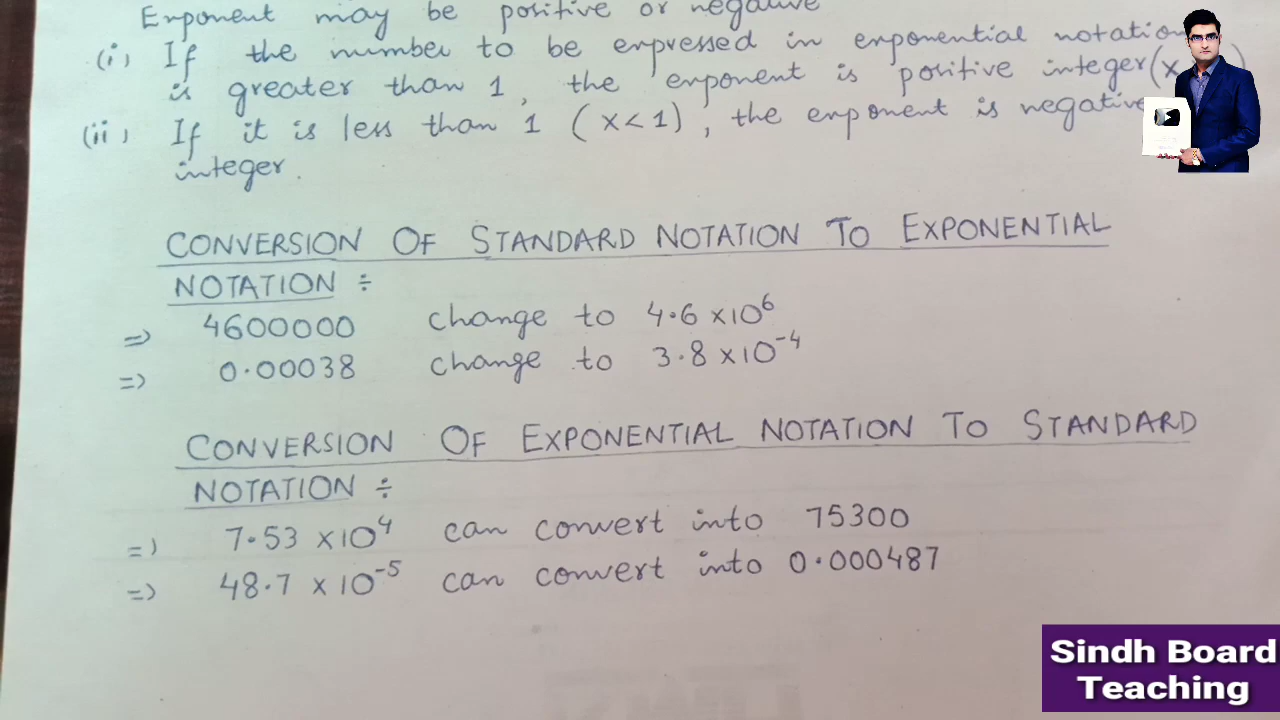 Exponent may be positive or negative
(i) If the number to be expressed in exponential notation
is greater than 1, the exponent is positive integer (x
(ii) If it is less than 1 (x<1), the exponent is negative
integer.
CONVERSION OF STANDARD NOTATION TO EXPONENTIAL
NOTATION ÷
=> 4600000 change to 4.6 x10⁶
=> 0.00038 change to 3.8 x10⁻⁴
CONVERSION OF EXPONENTIAL NOTATION TO STANDARD
NOTATION ÷
=> 7.53 x10⁴ can convert into 75300
=> 48.7 x 10⁻⁵ can convert into 0.000487
Sindh Board
Teaching